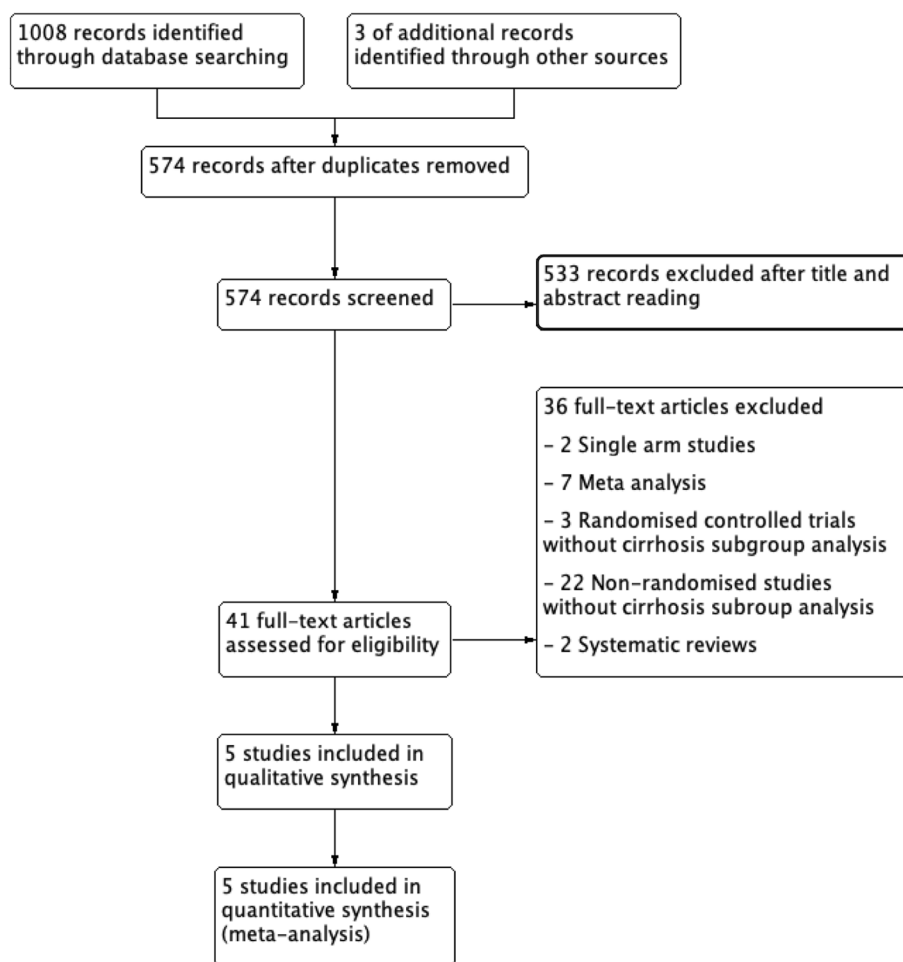 1008 records identified
through database searching
3 of additional records
identified through other sources
574 records after duplicates removed
574 records screened
533 records excluded after title and
abstract reading
36 full-text articles excluded
- 2 Single arm studies
- 7 Meta analysis
- 3 Randomised controlled trials
without cirrhosis subgroup analysis
- 22 Non-randomised studies
without cirrhosis subroup analysis
- 2 Systematic reviews
41 full-text articles
assessed for eligibility
5 studies included in
qualitative synthesis
5 studies included in
quantitative synthesis
(meta-analysis)